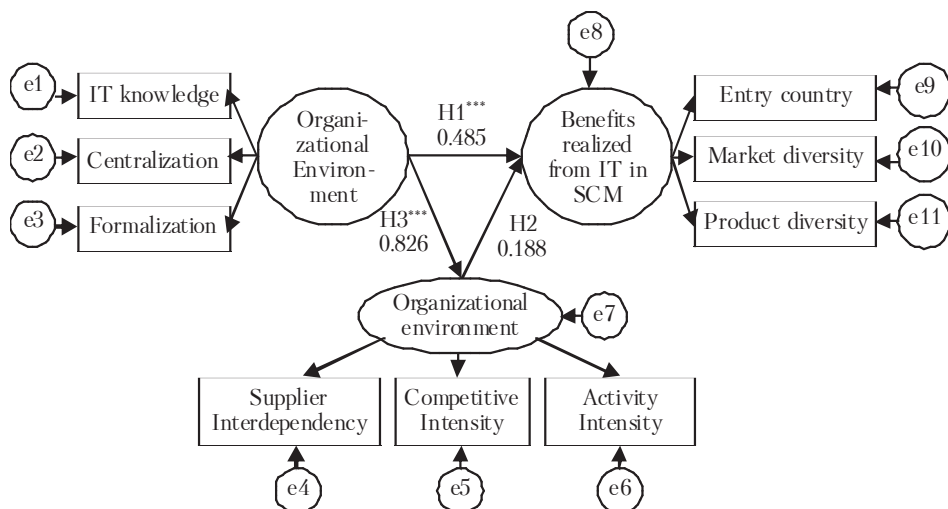 e8
e1
IT knowledge
e2
Centralization
e3
Formalization
Organi-
zational
Environ-
ment
H1***
0.485
Benefits
realized
from IT in
SCM
Entry country
e9
Market diversity
e10
Product diversity
e11
H3***
0.826
H2
0.188
Organizational
environment
e7
Supplier
Interdependency
Competitive
Intensity
Activity
Intensity
e4
e5
e6